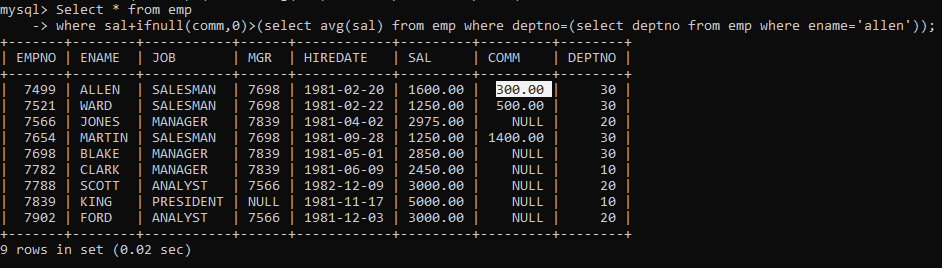 mysql> Select * from emp
    -> where sal+ifnull(comm,0)>(select avg(sal) from emp where deptno=(select deptno from emp where ename='allen'));
+-------+--------+-----------+------+------------+---------+---------+--------+
| EMPNO | ENAME  | JOB       | MGR  | HIREDATE   | SAL     | COMM    | DEPTNO |
+-------+--------+-----------+------+------------+---------+---------+--------+
|  7499 | ALLEN  | SALESMAN  | 7698 | 1981-02-20 | 1600.00 |  300.00 |     30 |
|  7521 | WARD   | SALESMAN  | 7698 | 1981-02-22 | 1250.00 |  500.00 |     30 |
|  7566 | JONES  | MANAGER   | 7839 | 1981-04-02 | 2975.00 |    NULL |     20 |
|  7654 | MARTIN | SALESMAN  | 7698 | 1981-09-28 | 1250.00 | 1400.00 |     30 |
|  7698 | BLAKE  | MANAGER   | 7839 | 1981-05-01 | 2850.00 |    NULL |     30 |
|  7782 | CLARK  | MANAGER   | 7839 | 1981-06-09 | 2450.00 |    NULL |     10 |
|  7788 | SCOTT  | ANALYST   | 7566 | 1982-12-09 | 3000.00 |    NULL |     20 |
|  7839 | KING   | PRESIDENT | NULL | 1981-11-17 | 5000.00 |    NULL |     10 |
|  7902 | FORD   | ANALYST   | 7566 | 1981-12-03 | 3000.00 |    NULL |     20 |
+-------+--------+-----------+------+------------+---------+---------+--------+
9 rows in set (0.02 sec)